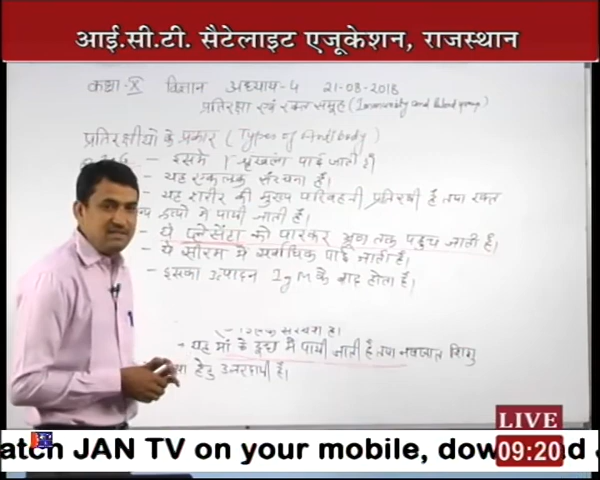 आई.सी.टी. सैटेलाइट एजूकेशन, राजस्थान
कक्षा-X विज्ञान अध्याय-4 21-08-2018
प्रतिरक्षा एवं रक्त समूह (Immunity and blood group)
प्रतिरक्षीयो के प्रकार (Types of Antibody)
- इसमे श्रृंखला पाई जाती है।
- यह एकलक संरचना है।
- यह शरीर की मुख्य परिवहनी प्रतिरक्षी है तथा रक्त
द्रव्यो में पायी जाती है।
- ये प्लेसेंटा को पारकर भ्रूण तक पहुच जाती है।
- ये सीरम मे सर्वाधिक पाई जाती है।
- इसका उत्पादन IgM के बाद होता है।
संरचना है।
- यह माँ के दूध में पायी जाती है तथा नवजात शिशु
हेतु उत्तरदायी है।
LIVE
09:20
atch JAN TV on your mobile, dow